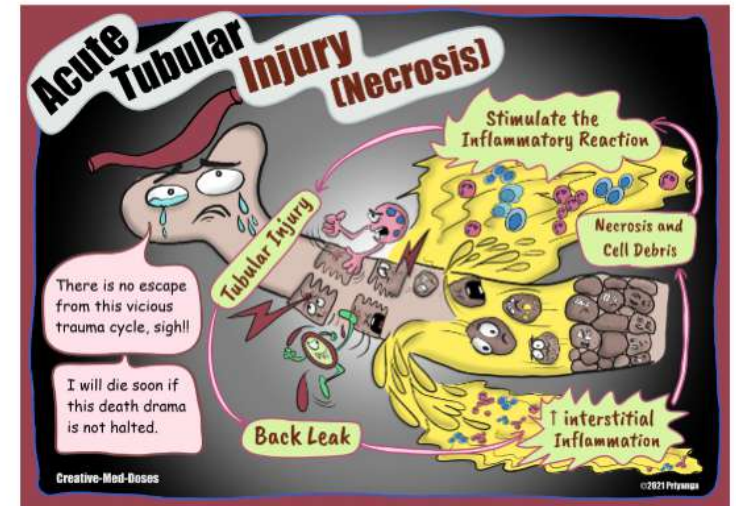 Acute
Tubular
Injury
(Necrosis)
Stimulate the
Inflammatory Reaction
Tubular Injury
Necrosis and
Cell Debris
There is no escape
from this vicious
trauma cycle, sigh!!
I will die soon if
this death drama
is not halted.
Back Leak
↑ interstitial
Inflammation
Creative-Med-Doses
©2021 Priyanga